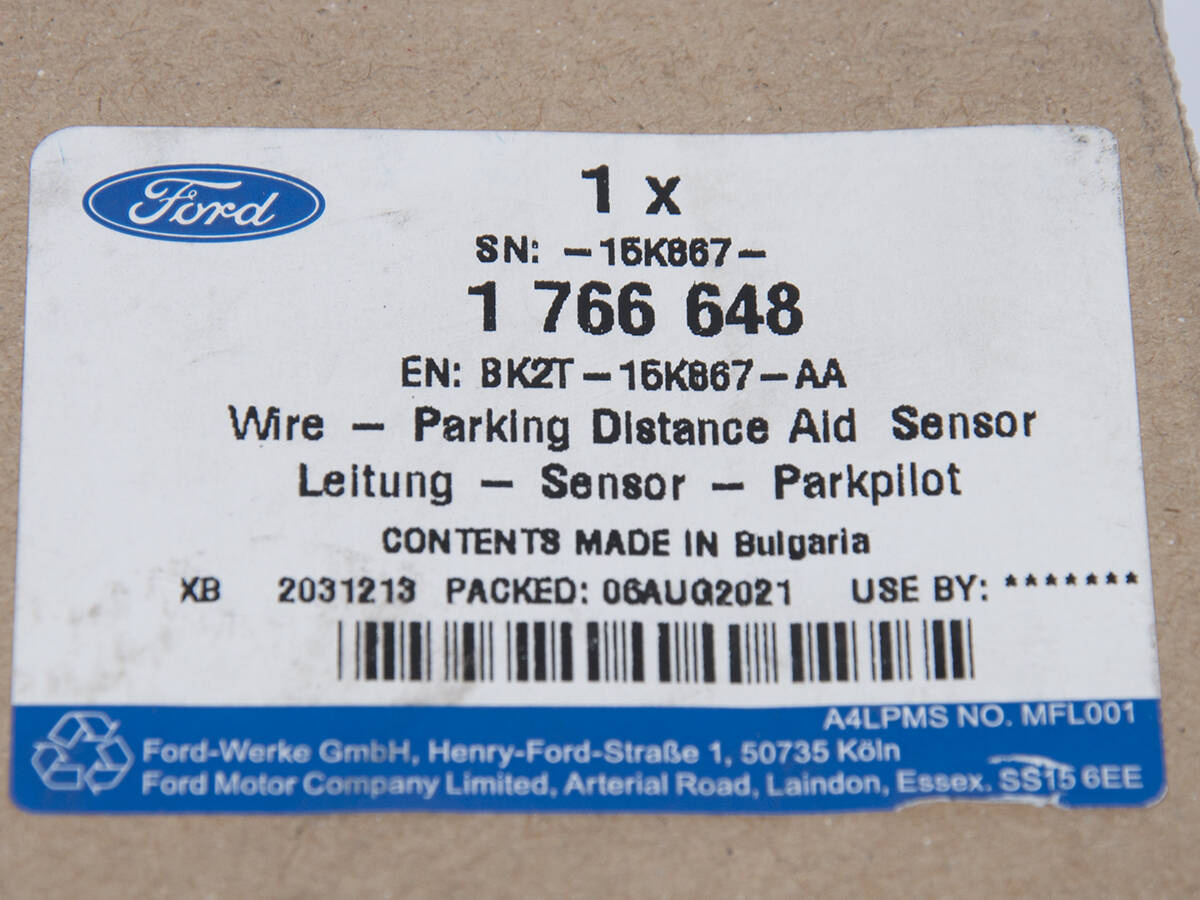 Ford
1 x
SN: -15K867-
1 766 648
EN: BK2T-15K867-AA
Wire - Parking Distance Aid Sensor
Leitung - Sensor - Parkpilot
CONTENTS MADE IN Bulgaria
XB 2031213 PACKED: 06AUG2021 USE BY: *******
A4LPMS NO. MFL001
Ford-Werke GmbH, Henry-Ford-Straße 1, 50735 Köln
Ford Motor Company Limited, Arterial Road, Laindon, Essex. SS15 6EE